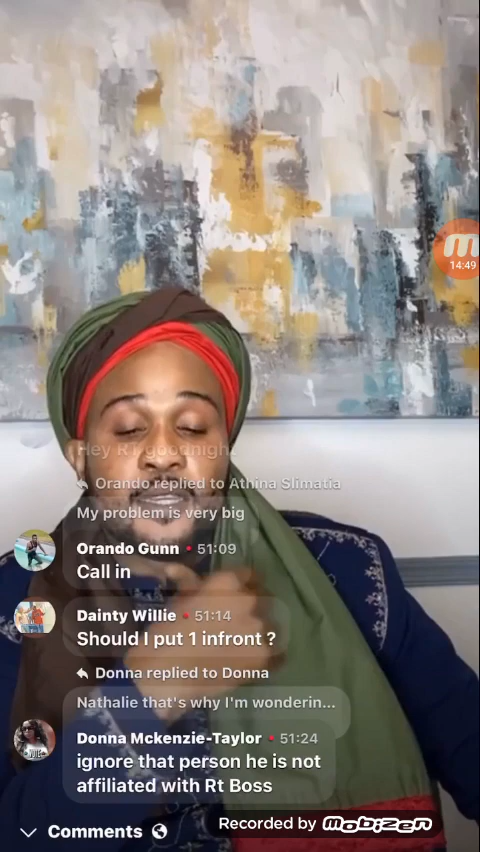 14:49
Hey RT goodnight
Orando replied to Athina Slimatia
My problem is very big
Orando Gunn • 51:09
Call in
Dainty Willie • 51:14
Should I put 1 infront ?
Donna replied to Donna
Nathalie that's why I'm wonderin...
Donna Mckenzie-Taylor • 51:24
ignore that person he is not
affiliated with Rt Boss
Comments
Recorded by Mobizen